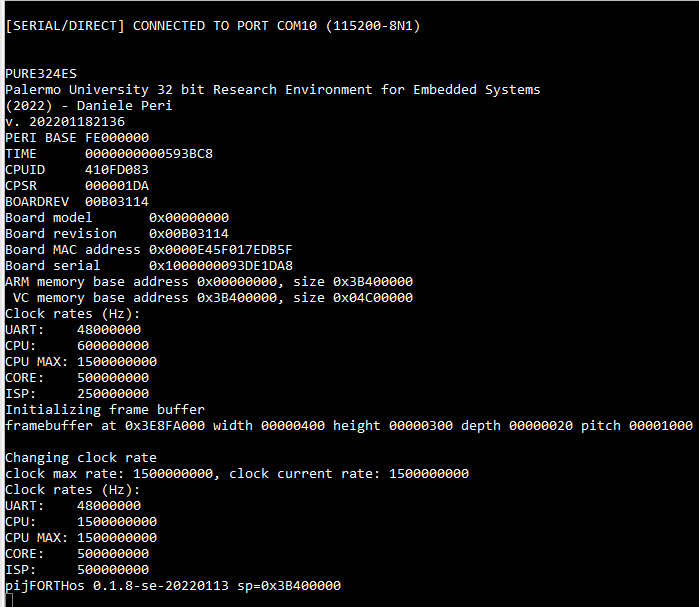 [SERIAL/DIRECT] CONNECTED TO PORT COM10 (115200-8N1)
PURE324ES
Palermo University 32 bit Research Environment for Embedded Systems
(2022) - Daniele Peri
v. 202201182136
PERI BASE FE000000
TIME      0000000000593BC8
CPUID     410FD083
CPSR      000001DA
BOARDREV  00B03114
Board model       0x00000000
Board revision    0x00B03114
Board MAC address 0x0000E45F017EDB5F
Board serial      0x1000000093DE1DA8
ARM memory base address 0x00000000, size 0x3B400000
 VC memory base address 0x3B400000, size 0x04C00000
Clock rates (Hz):
UART:    48000000
CPU:     600000000
CPU MAX: 1500000000
CORE:    500000000
ISP:     250000000
Initializing frame buffer
framebuffer at 0x3E8FA000 width 00000400 height 00000300 depth 00000020 pitch 00001000
Changing clock rate
clock max rate: 1500000000, clock current rate: 1500000000
Clock rates (Hz):
UART:    48000000
CPU:     1500000000
CPU MAX: 1500000000
CORE:    500000000
ISP:     500000000
pijFORTHos 0.1.8-se-20220113 sp=0x3B400000